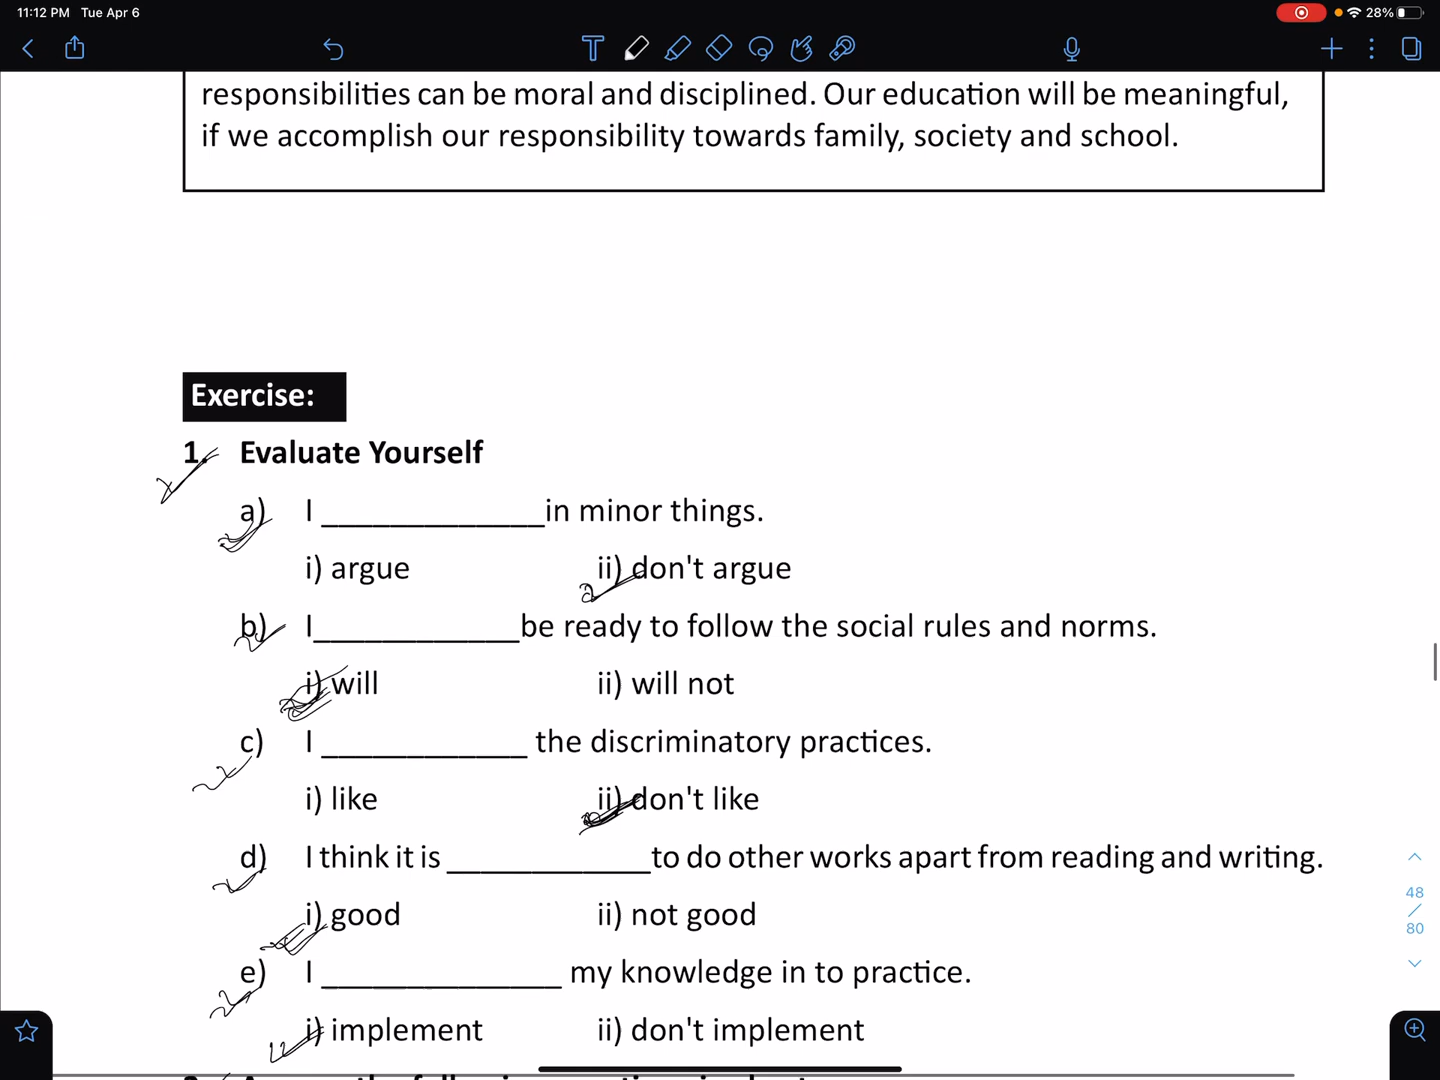 11:12 PM Tue Apr 6
28%
responsibilities can be moral and disciplined. Our education will be meaningful,
if we accomplish our responsibility towards family, society and school.
Exercise:
1. Evaluate Yourself
a) I _____________in minor things.
i) argue ii) don't argue
b) I____________be ready to follow the social rules and norms.
i) will ii) will not
c) I ____________ the discriminatory practices.
i) like ii) don't like
d) I think it is ____________to do other works apart from reading and writing.
i) good ii) not good
e) I ______________ my knowledge in to practice.
i) implement ii) don't implement
48
/
80